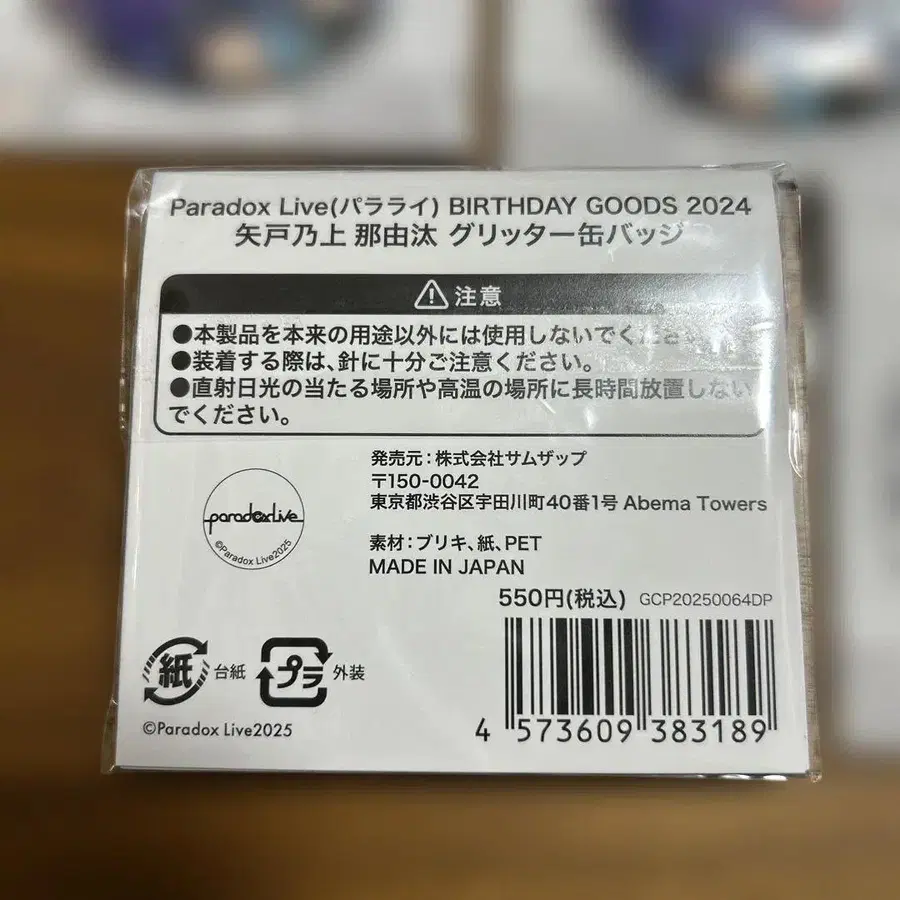 Paradox Live(パラライ) BIRTHDAY GOODS 2024
矢戸乃上 那由汰 グリッター缶バッジ
注意
●本製品を本来の用途以外には使用しないでください。
●装着する際は、針に十分ご注意ください。
●直射日光の当たる場所や高温の場所に長時間放置しない
でください。
発売元：株式会社サムザップ
〒150-0042
東京都渋谷区宇田川町40番1号 Abema Towers
paradoxlive
©Paradox Live2025
素材：ブリキ、紙、PET
MADE IN JAPAN
550円(税込) GCP20250064DP
紙 台紙 プラ 外装
©Paradox Live2025
4 573609 383189